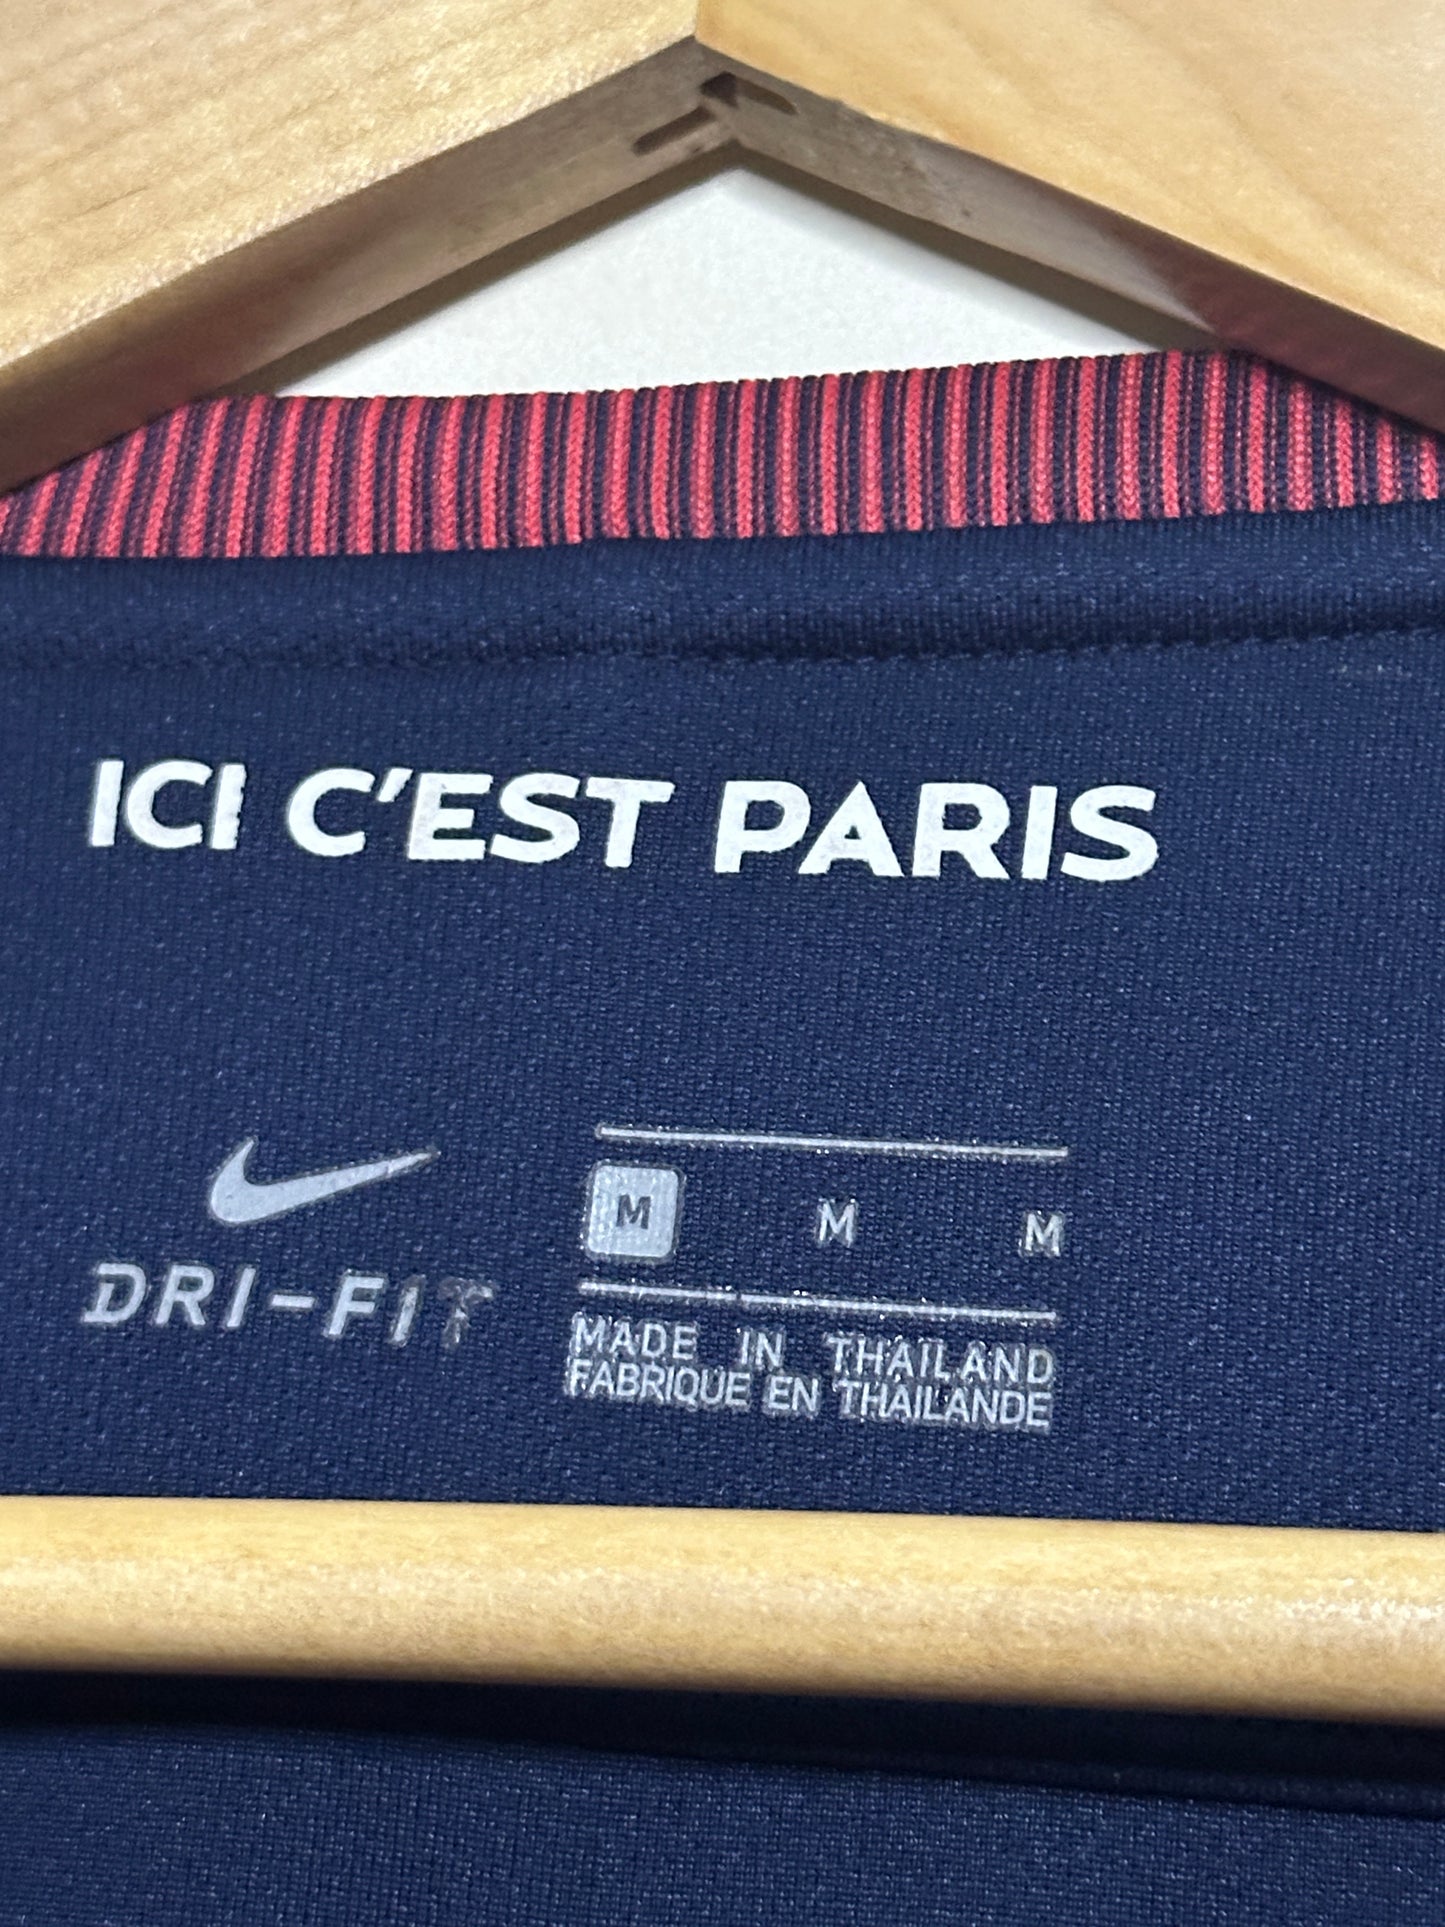 ICI C'EST PARIS
DRI-FIT
M M M
MADE IN THAILAND
FABRIQUE EN THAILANDE